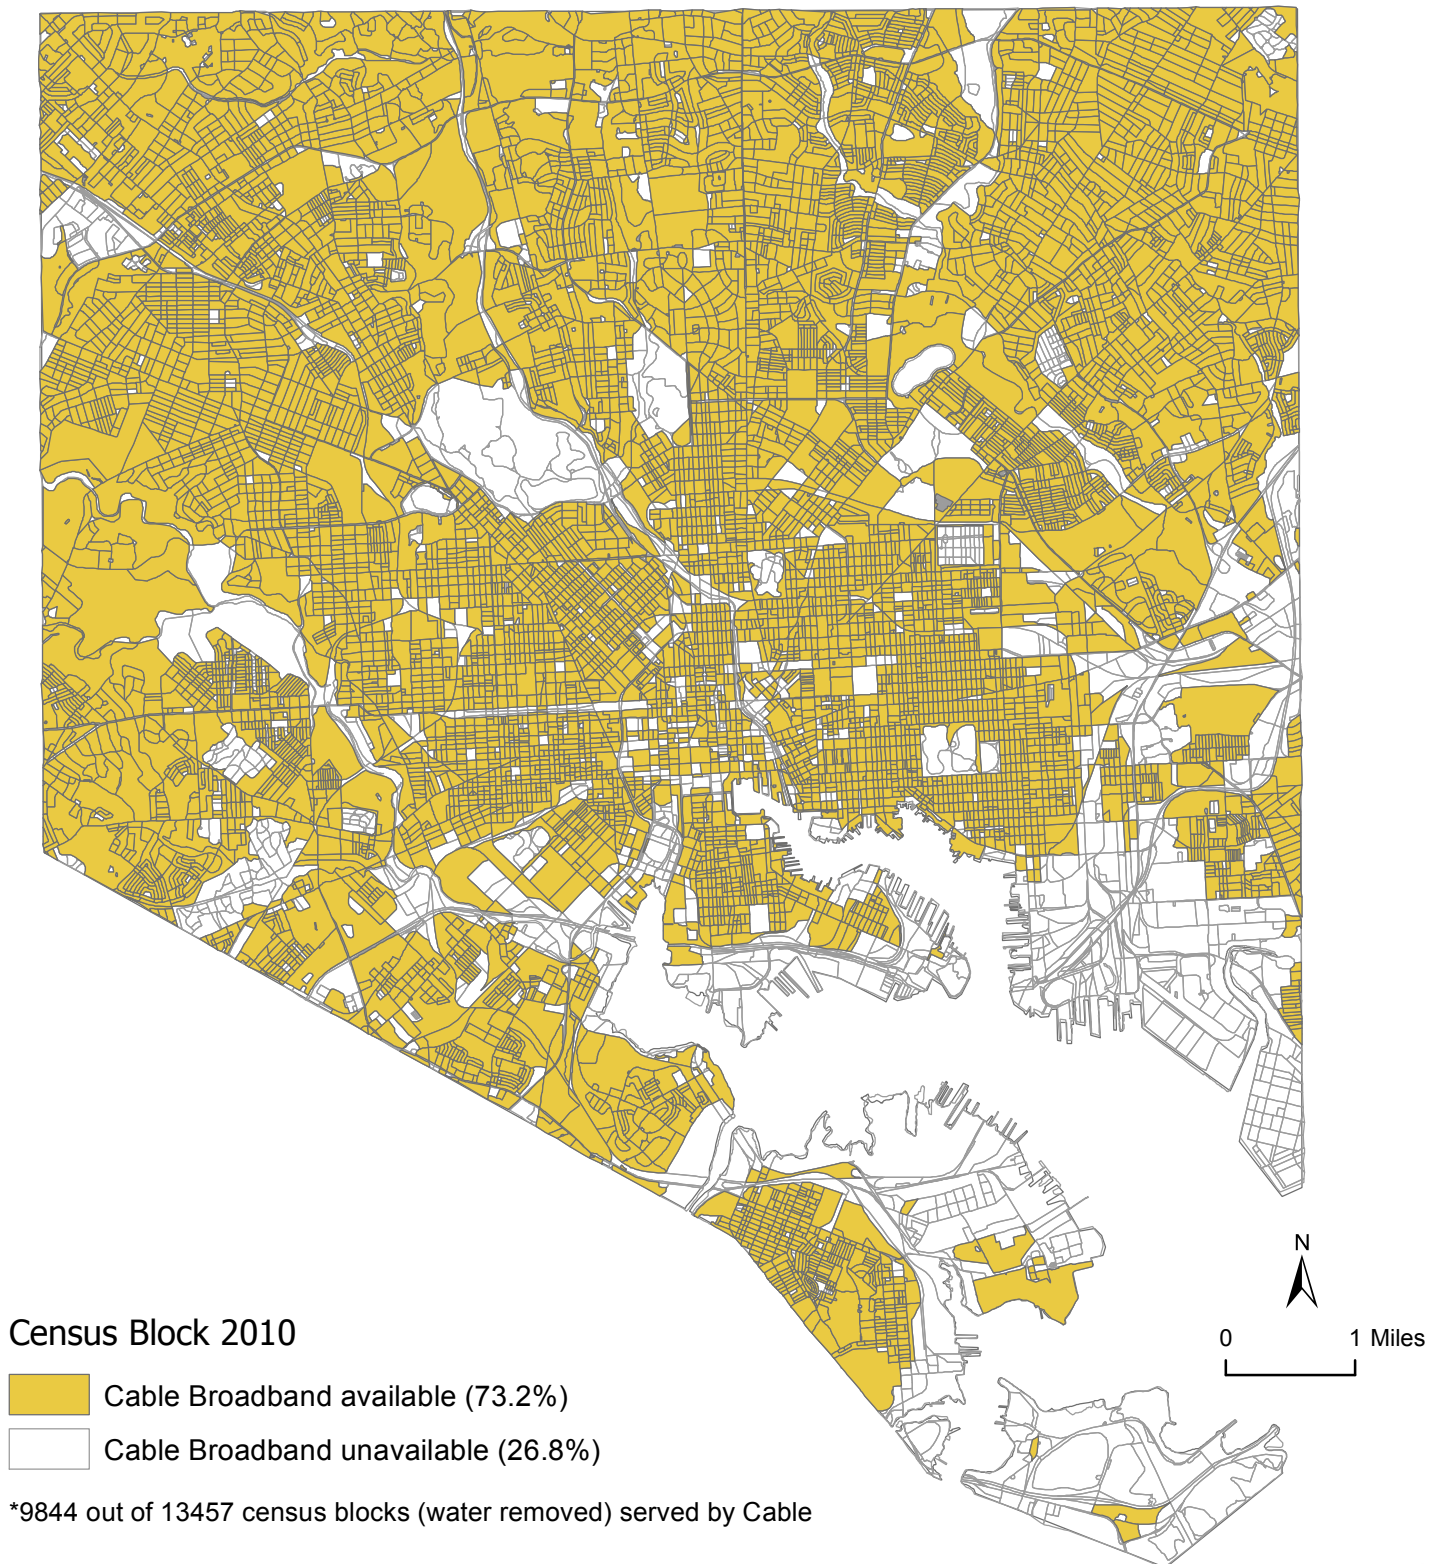 N
0 1 Miles
Census Block 2010
Cable Broadband available (73.2%)
Cable Broadband unavailable (26.8%)
*9844 out of 13457 census blocks (water removed) served by Cable